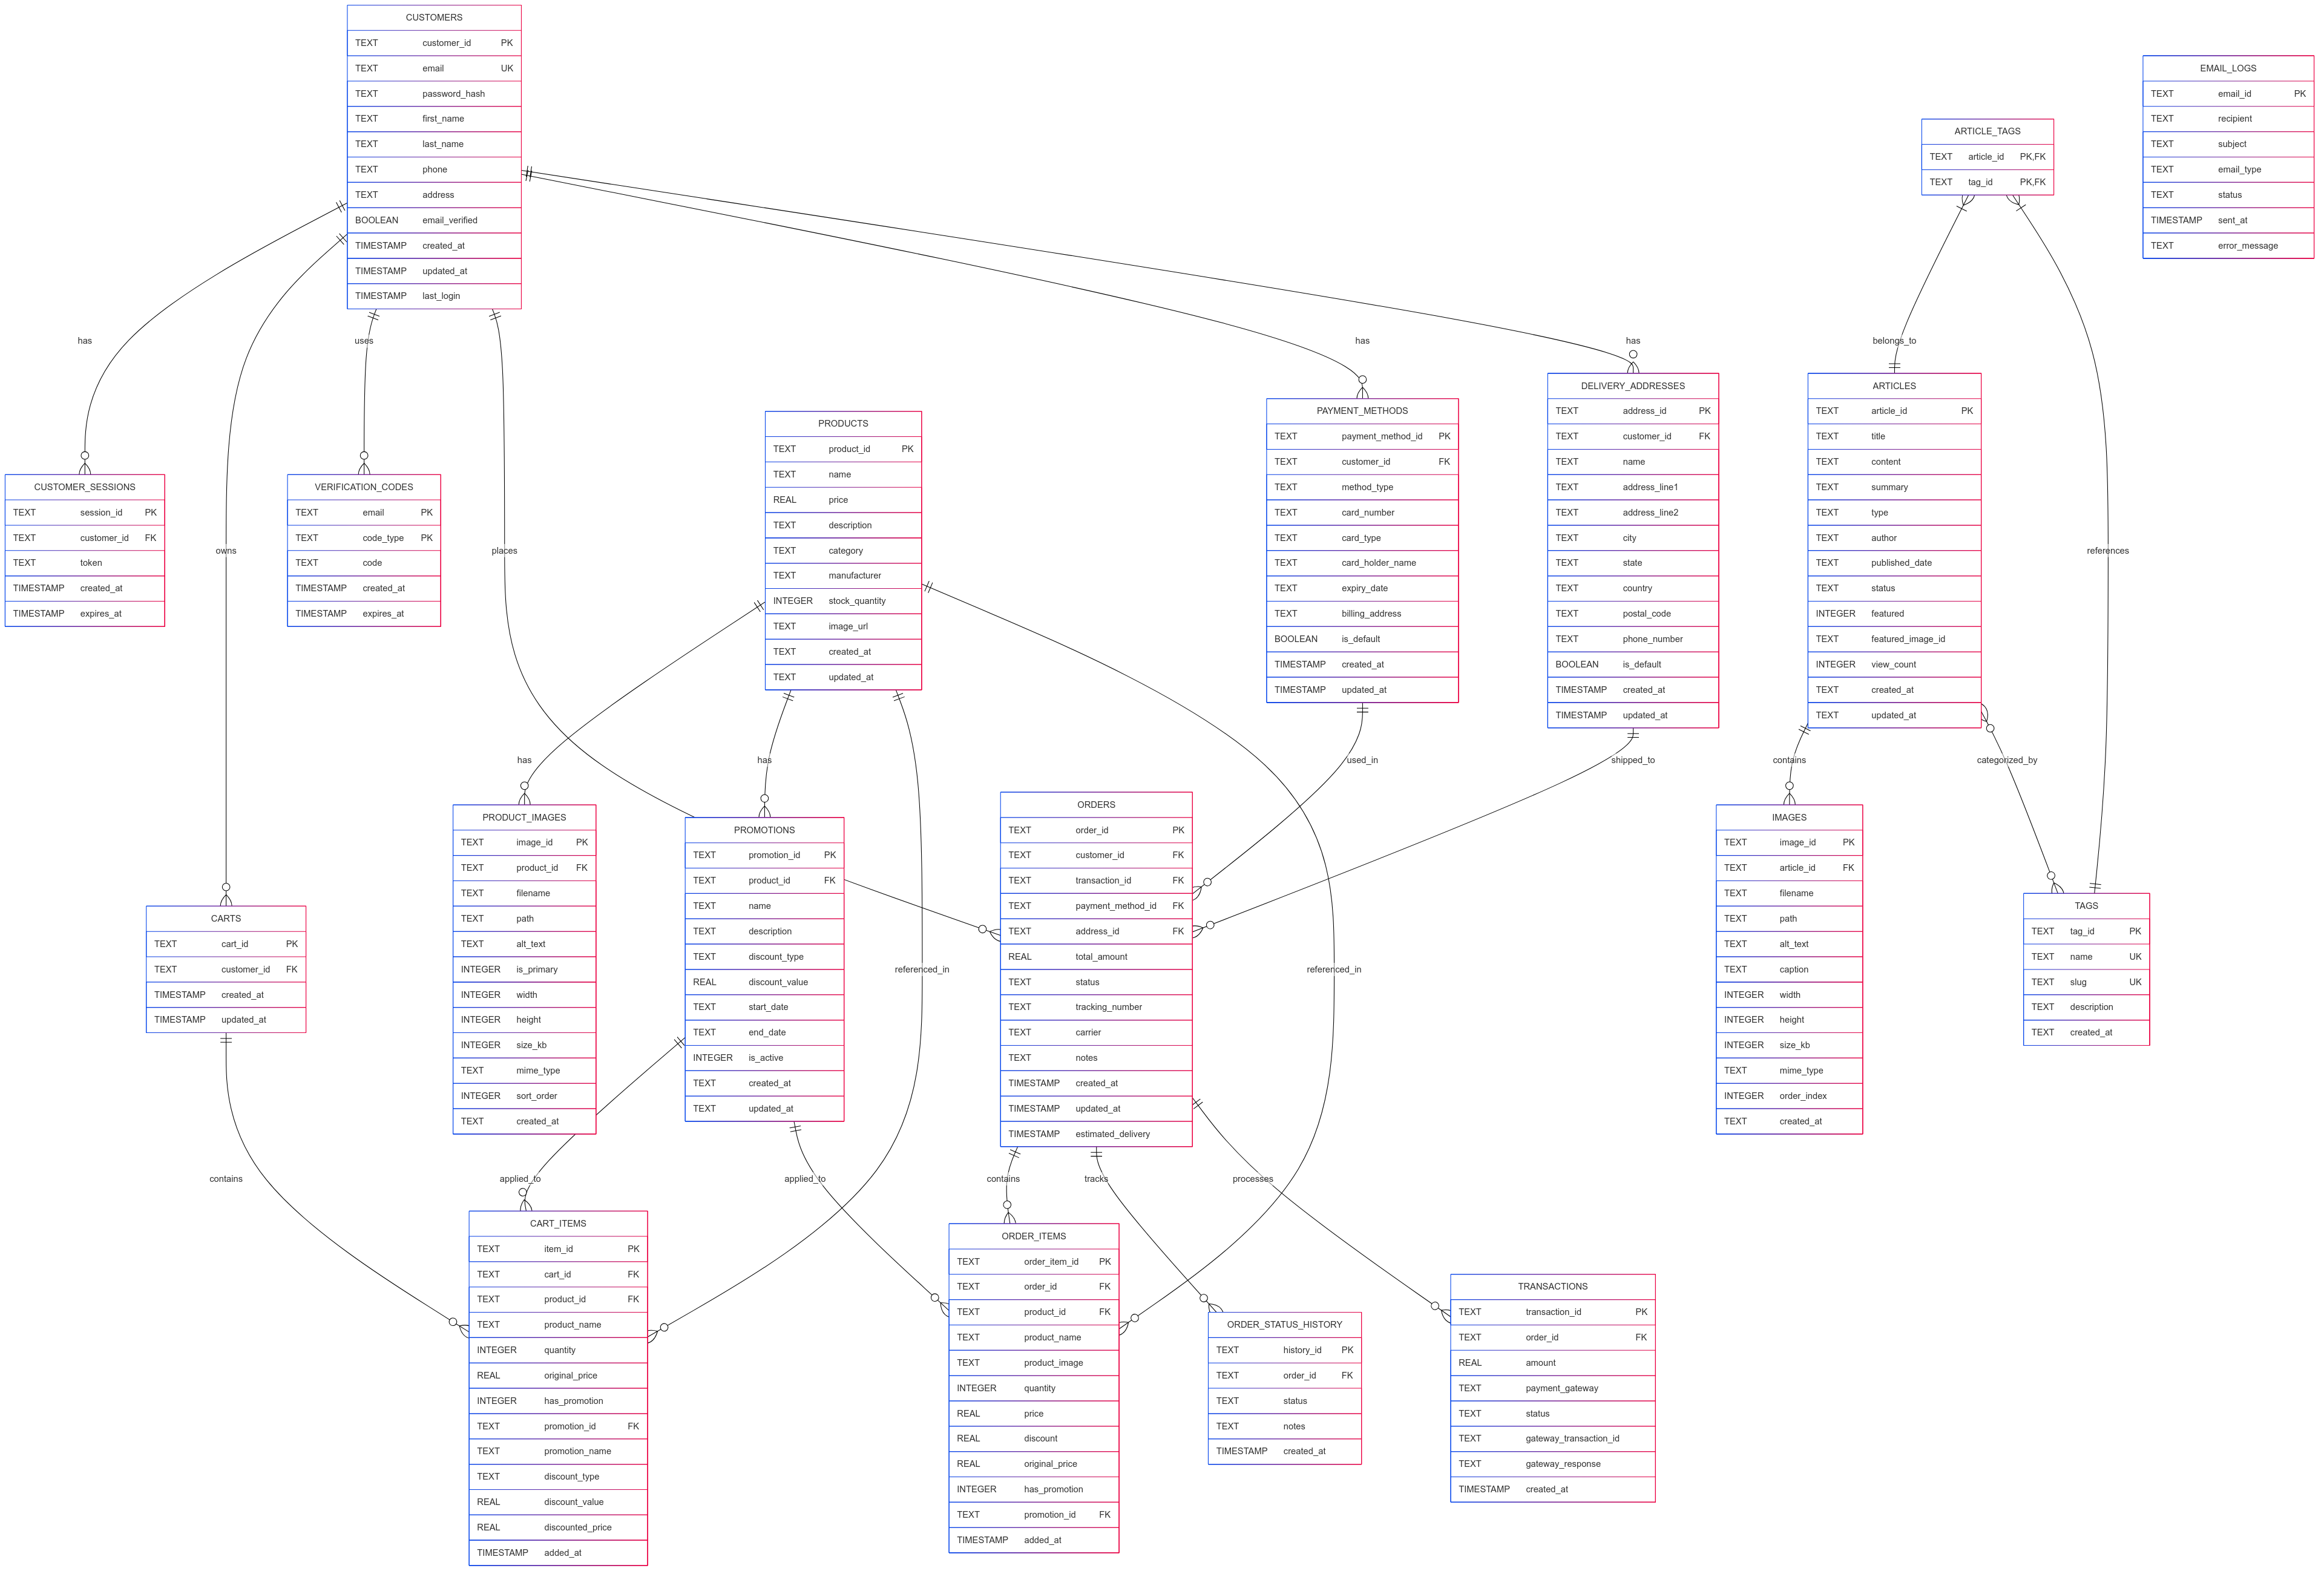 CUSTOMERS
TEXT customer_id PK
TEXT email UK
TEXT password_hash
TEXT first_name
TEXT last_name
TEXT phone
TEXT address
BOOLEAN email_verified
TIMESTAMP created_at
TIMESTAMP updated_at
TIMESTAMP last_login
EMAIL_LOGS
TEXT email_id PK
TEXT recipient
TEXT subject
TEXT email_type
TEXT status
TIMESTAMP sent_at
TEXT error_message
ARTICLE_TAGS
TEXT article_id PK,FK
TEXT tag_id PK,FK
has
uses
has
has
belongs_to
CUSTOMER_SESSIONS
TEXT session_id PK
TEXT customer_id FK
TEXT token
TIMESTAMP created_at
TIMESTAMP expires_at
owns
VERIFICATION_CODES
TEXT email PK
TEXT code_type PK
TEXT code
TIMESTAMP created_at
TIMESTAMP expires_at
places
PRODUCTS
TEXT product_id PK
TEXT name
REAL price
TEXT description
TEXT category
TEXT manufacturer
INTEGER stock_quantity
TEXT image_url
TEXT created_at
TEXT updated_at
PAYMENT_METHODS
TEXT payment_method_id PK
TEXT customer_id FK
TEXT method_type
TEXT card_number
TEXT card_type
TEXT card_holder_name
TEXT expiry_date
TEXT billing_address
BOOLEAN is_default
TIMESTAMP created_at
TIMESTAMP updated_at
DELIVERY_ADDRESSES
TEXT address_id PK
TEXT customer_id FK
TEXT name
TEXT address_line1
TEXT address_line2
TEXT city
TEXT state
TEXT country
TEXT postal_code
TEXT phone_number
BOOLEAN is_default
TIMESTAMP created_at
TIMESTAMP updated_at
ARTICLES
TEXT article_id PK
TEXT title
TEXT content
TEXT summary
TEXT type
TEXT author
TEXT published_date
TEXT status
INTEGER featured
TEXT featured_image_id
INTEGER view_count
TEXT created_at
TEXT updated_at
references
has
has
used_in
shipped_to
contains
categorized_by
CARTS
TEXT cart_id PK
TEXT customer_id FK
TIMESTAMP created_at
TIMESTAMP updated_at
PRODUCT_IMAGES
TEXT image_id PK
TEXT product_id FK
TEXT filename
TEXT path
TEXT alt_text
INTEGER is_primary
INTEGER width
INTEGER height
INTEGER size_kb
TEXT mime_type
INTEGER sort_order
TEXT created_at
PROMOTIONS
TEXT promotion_id PK
TEXT product_id FK
TEXT name
TEXT description
TEXT discount_type
REAL discount_value
TEXT start_date
TEXT end_date
INTEGER is_active
TEXT created_at
TEXT updated_at
referenced_in
ORDERS
TEXT order_id PK
TEXT customer_id FK
TEXT transaction_id FK
TEXT payment_method_id FK
TEXT address_id FK
REAL total_amount
TEXT status
TEXT tracking_number
TEXT carrier
TEXT notes
TIMESTAMP created_at
TIMESTAMP updated_at
TIMESTAMP estimated_delivery
referenced_in
IMAGES
TEXT image_id PK
TEXT article_id FK
TEXT filename
TEXT path
TEXT alt_text
TEXT caption
INTEGER width
INTEGER height
INTEGER size_kb
TEXT mime_type
INTEGER order_index
TEXT created_at
TAGS
TEXT tag_id PK
TEXT name UK
TEXT slug UK
TEXT description
TEXT created_at
contains
applied_to
applied_to
contains
tracks
processes
CART_ITEMS
TEXT item_id PK
TEXT cart_id FK
TEXT product_id FK
TEXT product_name
INTEGER quantity
REAL original_price
INTEGER has_promotion
TEXT promotion_id FK
TEXT promotion_name
TEXT discount_type
REAL discount_value
REAL discounted_price
TIMESTAMP added_at
ORDER_ITEMS
TEXT order_item_id PK
TEXT order_id FK
TEXT product_id FK
TEXT product_name
TEXT product_image
INTEGER quantity
REAL price
REAL discount
REAL original_price
INTEGER has_promotion
TEXT promotion_id FK
TIMESTAMP added_at
ORDER_STATUS_HISTORY
TEXT history_id PK
TEXT order_id FK
TEXT status
TEXT notes
TIMESTAMP created_at
TRANSACTIONS
TEXT transaction_id PK
TEXT order_id FK
REAL amount
TEXT payment_gateway
TEXT status
TEXT gateway_transaction_id
TEXT gateway_response
TIMESTAMP created_at